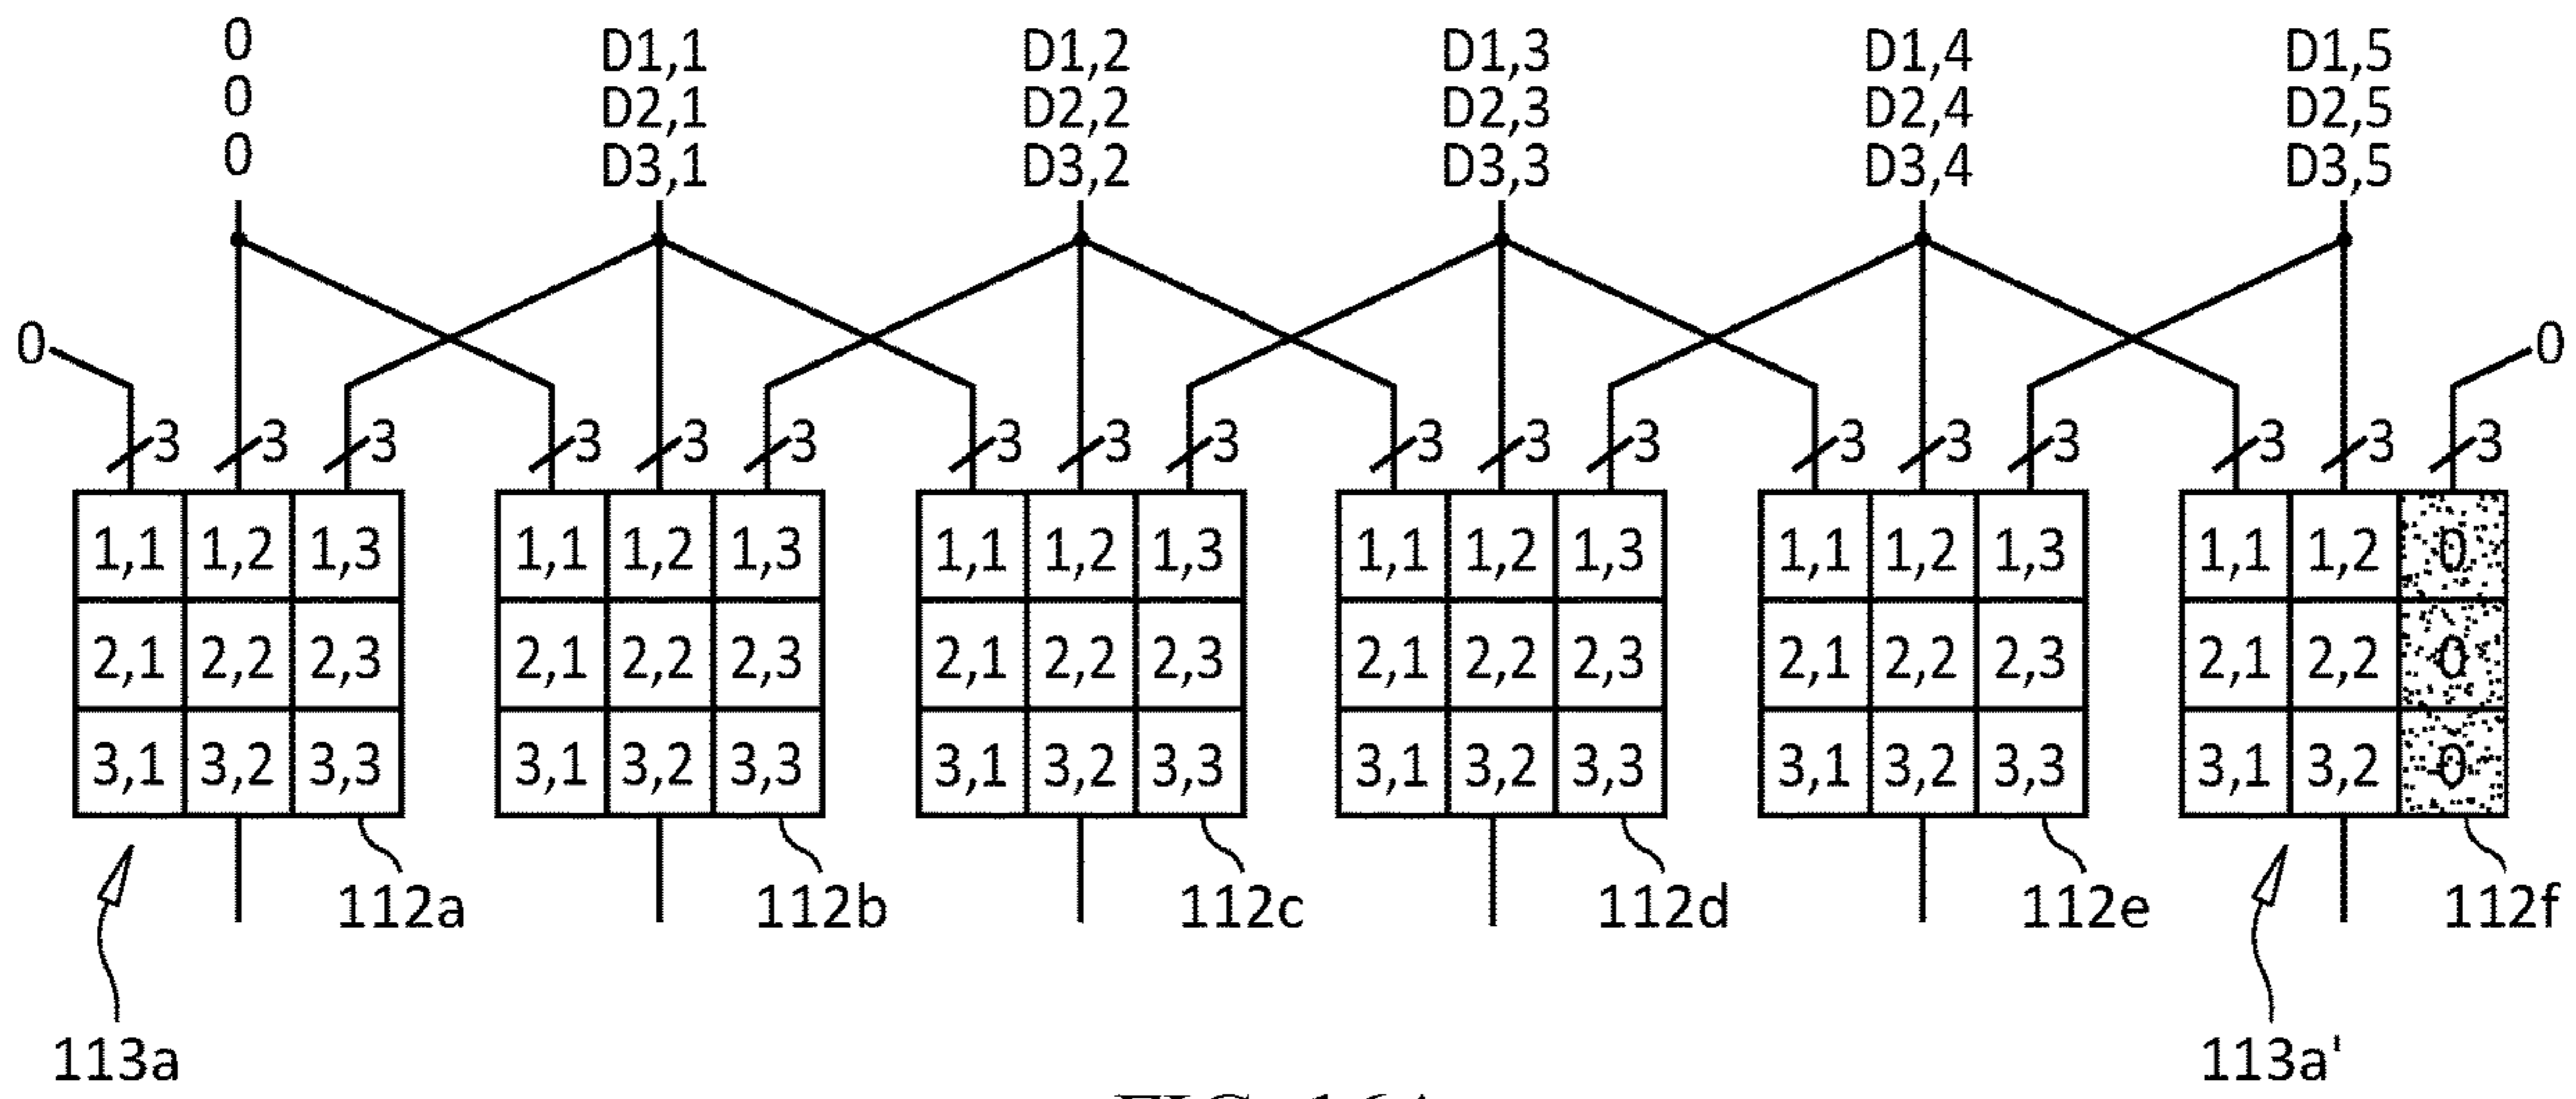 0 D1,1 D1,2 D1,3 D1,4 D1,5
0 D2,1 D2,2 D2,3 D2,4 D2,5
0 D3,1 D3,2 D3,3 D3,4 D3,5
0 0
3 3 3 3 3 3 3 3 3 3 3 3 3 3 3 3 3 3
1,1 1,2 1,3 1,1 1,2 1,3 1,1 1,2 1,3 1,1 1,2 1,3 1,1 1,2 1,3 1,1 1,2 0
2,1 2,2 2,3 2,1 2,2 2,3 2,1 2,2 2,3 2,1 2,2 2,3 2,1 2,2 2,3 2,1 2,2 0
3,1 3,2 3,3 3,1 3,2 3,3 3,1 3,2 3,3 3,1 3,2 3,3 3,1 3,2 3,3 3,1 3,2 0
112a 112b 112c 112d 112e 112f
113a 113a'